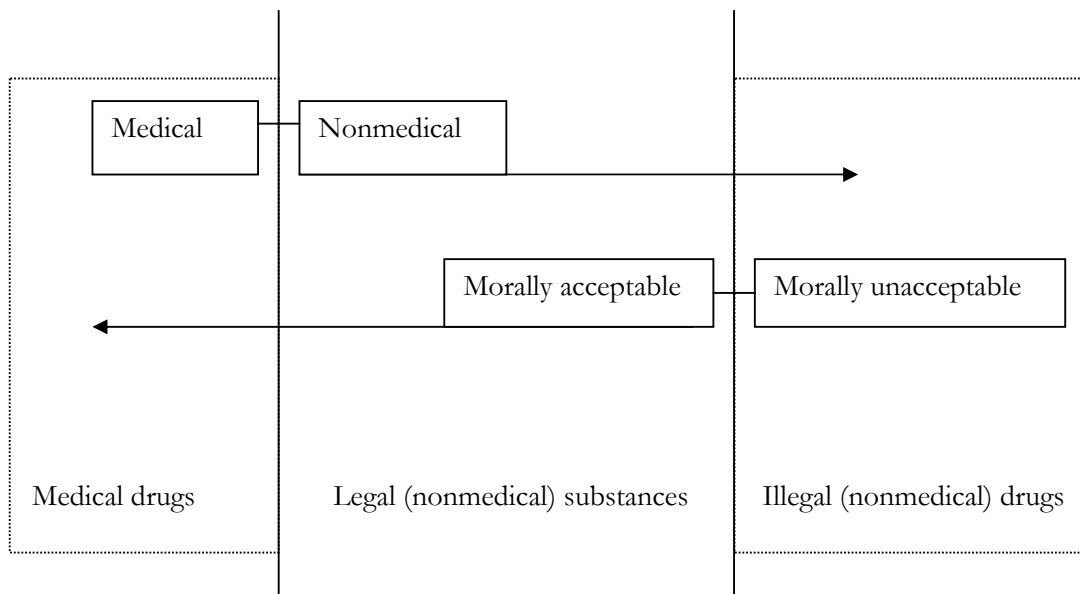 Medical
Nonmedical
Morally acceptable
Morally unacceptable
Medical drugs
Legal (nonmedical) substances
Illegal (nonmedical) drugs